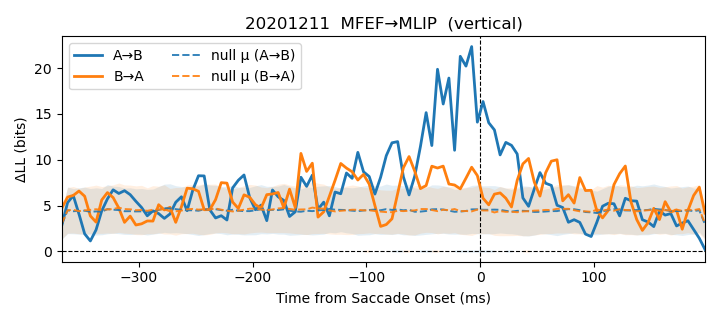 20201211  MFEF→MLIP  (vertical)
A→B
B→A
null μ (A→B)
null μ (B→A)
ΔLL (bits)
20
15
10
5
0
−300
−200
−100
0
100
Time from Saccade Onset (ms)